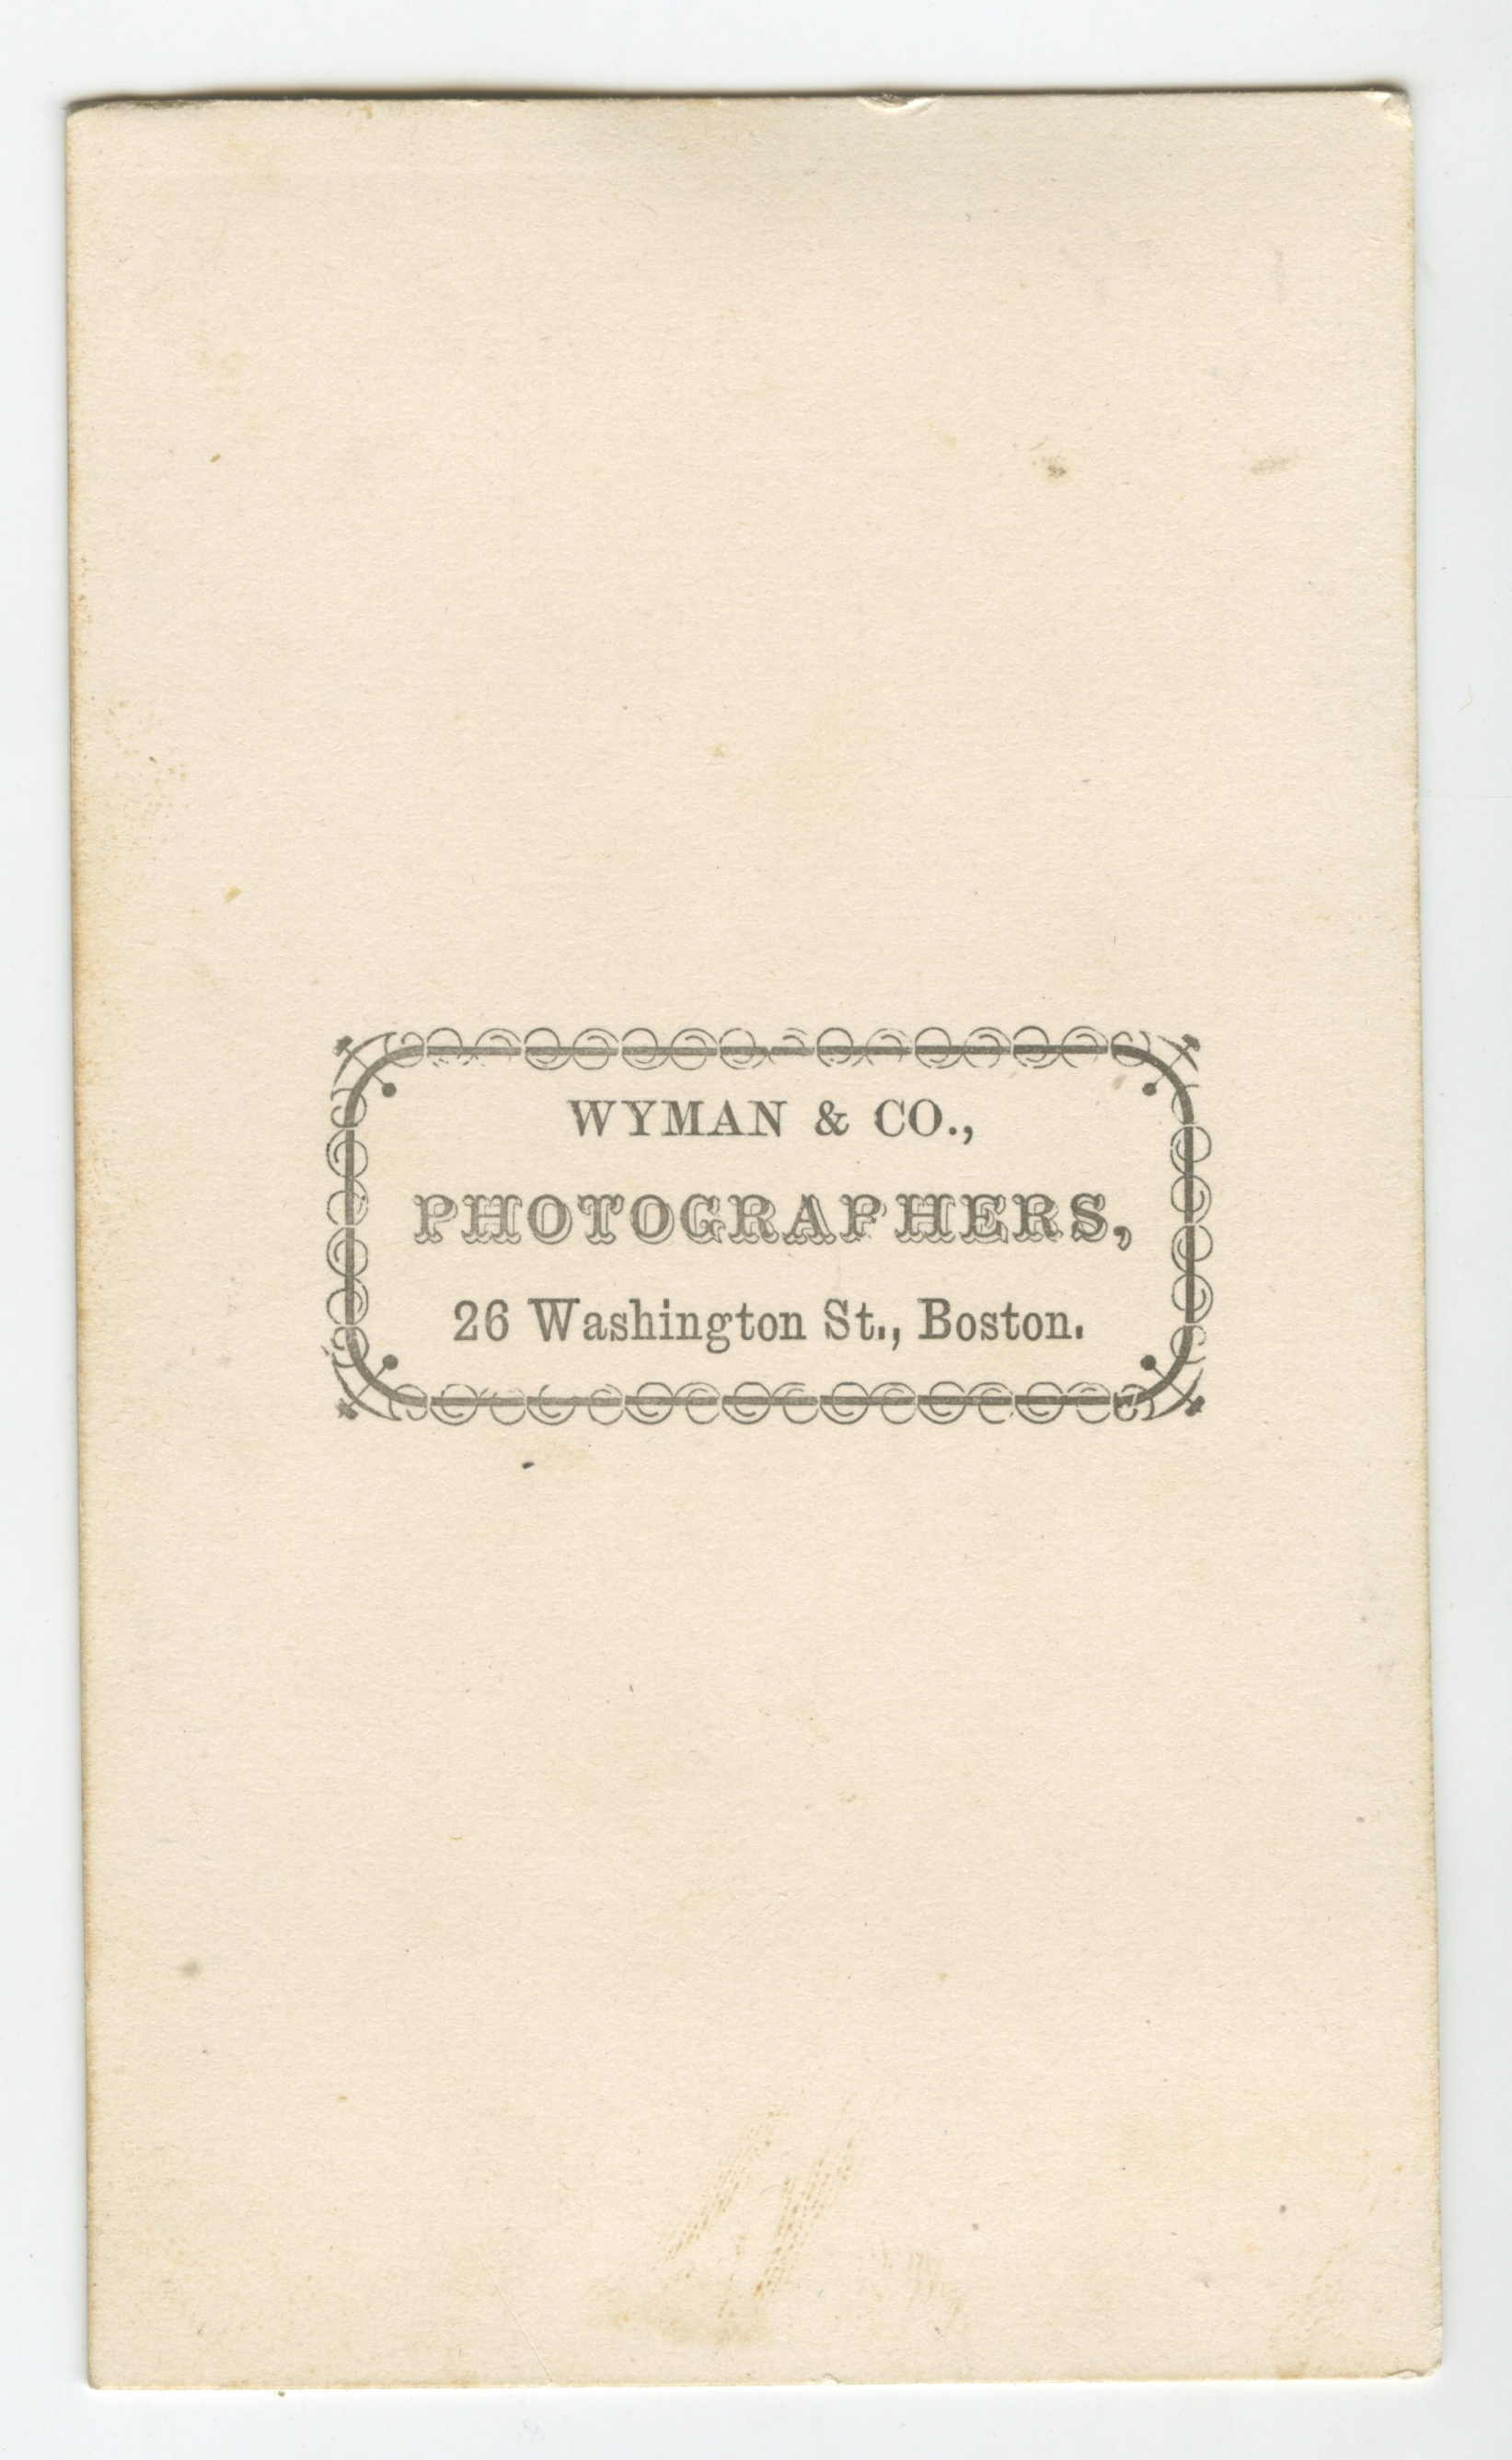 WYMAN & CO.,
PHOTOGRAPHERS,
26 Washington St., Boston.